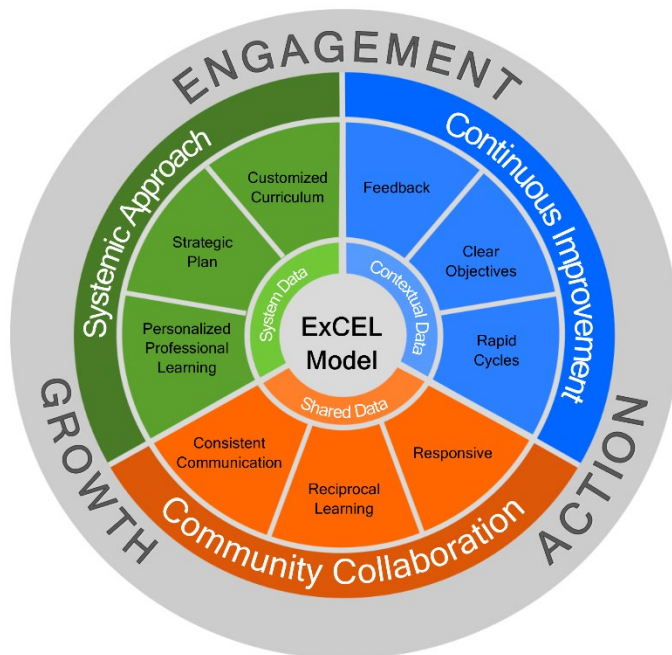 ENGAGEMENT
Systemic Approach
Continuous Improvement
Customized
Curriculum
Feedback
Strategic
Plan
Clear
Objectives
System Data
Contextual Data
Personalized
Professional
Learning
ExCEL
Model
Rapid
Cycles
Shared Data
Consistent
Communication
Reciprocal
Learning
Responsive
Community Collaboration
GROWTH
ACTION